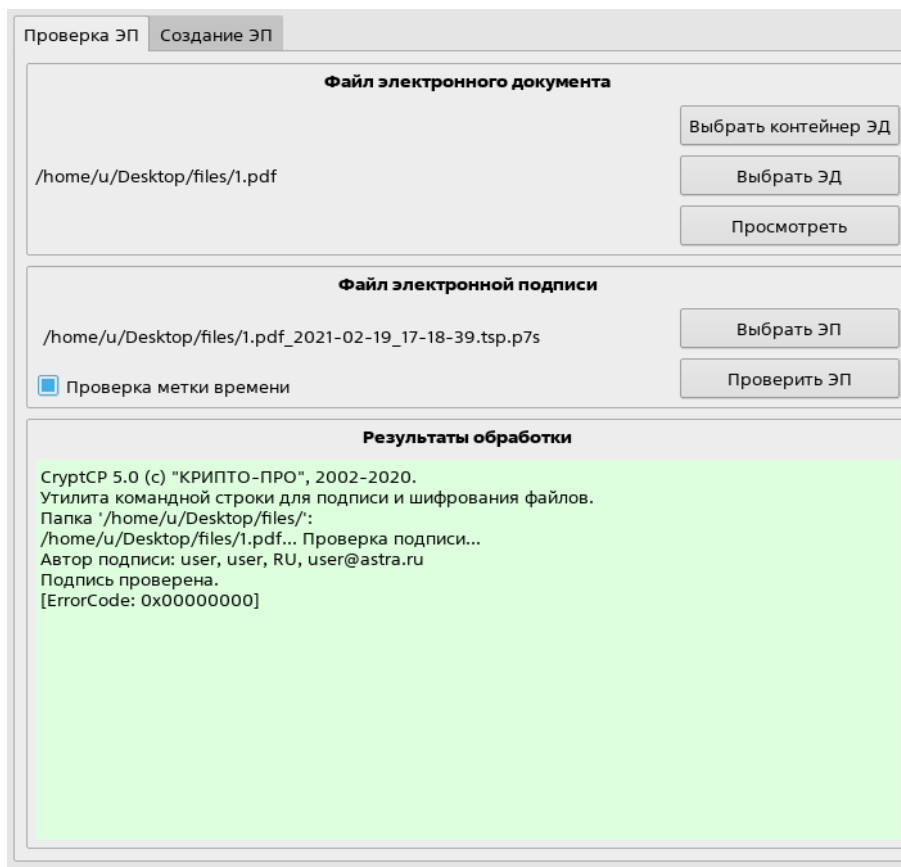 Проверка ЭП
Создание ЭП
Файл электронного документа
Выбрать контейнер ЭД
/home/u/Desktop/files/1.pdf
Выбрать ЭД
Просмотреть
Файл электронной подписи
/home/u/Desktop/files/1.pdf_2021-02-19_17-18-39.tsp.p7s
Выбрать ЭП
Проверка метки времени
Проверить ЭП
Результаты обработки
CryptCP 5.0 (c) "КРИПТО-ПРО", 2002-2020.
Утилита командной строки для подписи и шифрования файлов.
Папка '/home/u/Desktop/files/':
/home/u/Desktop/files/1.pdf... Проверка подписи...
Автор подписи: user, user, RU, user@astra.ru
Подпись проверена.
[ErrorCode: 0x00000000]